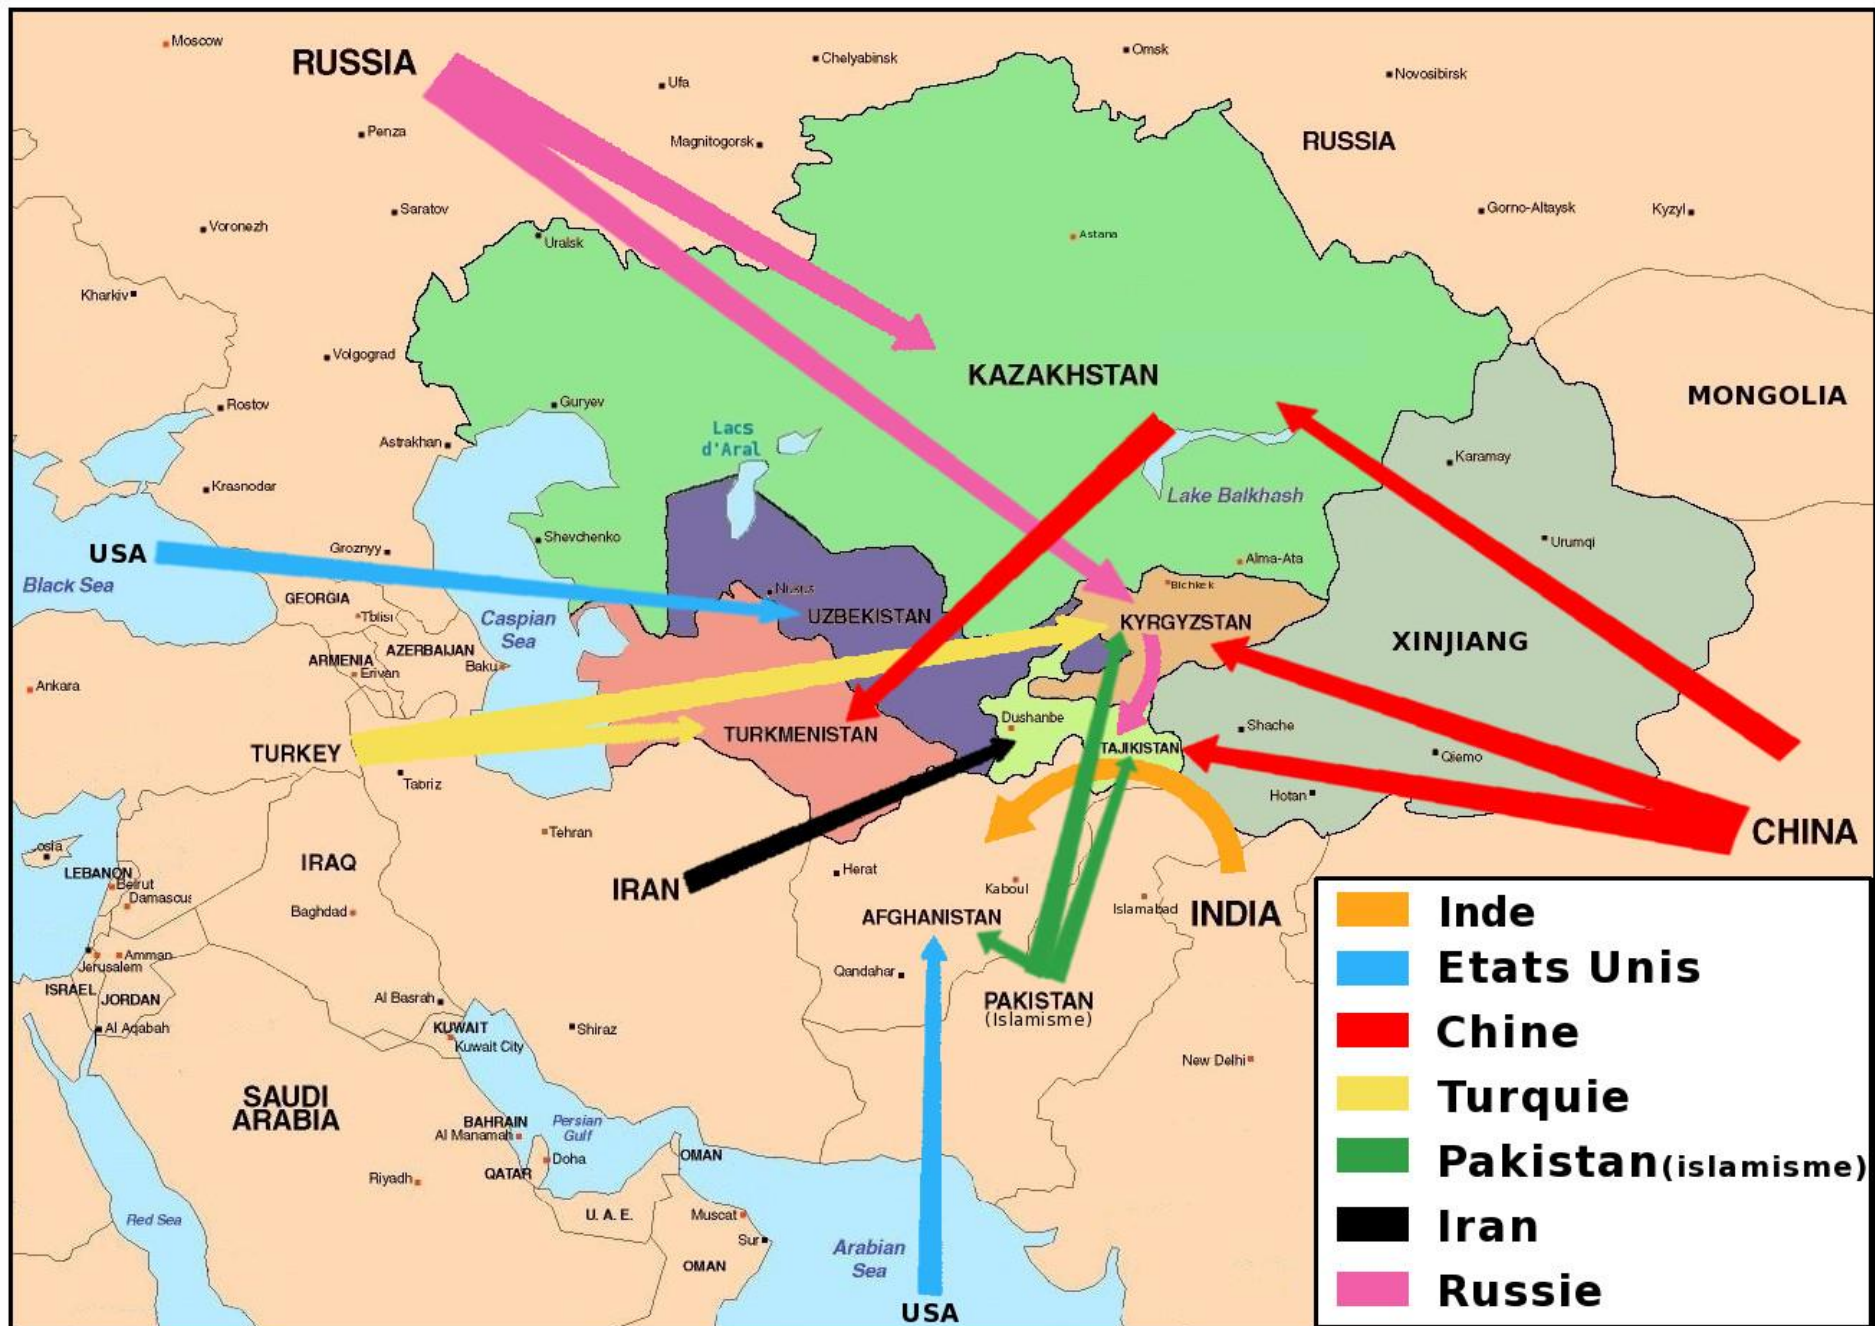 Moscow
RUSSIA
Ufa
Chelyabinsk
Omsk
Novosibirsk
Penza
Magnitogorsk
RUSSIA
Saratov
Voronezh
Gorno-Altaysk
Kyzyl
Uralsk
Astana
Kharkiv
Volgograd
KAZAKHSTAN
MONGOLIA
Rostov
Guryev
Astrakhan
Lacs
d'Aral
Karamay
Krasnodar
Lake Balkhash
Shevchenko
Groznyy
USA
Urumqi
Alma-Ata
Black Sea
Bichkek
GEORGIA
Tblisi
Caspian
Sea
UZBEKISTAN
KYRGYZSTAN
XINJIANG
AZERBAIJAN
ARMENIA
Baku
Erivan
Ankara
Dushanbe
Shache
TURKMENISTAN
TAJIKISTAN
TURKEY
Qiemo
Tabriz
Hotan
Tehran
CHINA
IRAQ
LEBANON
Beirut
Damascus
Herat
IRAN
Kaboul
Islamabad
INDIA
Baghdad
AFGHANISTAN
Amman
Jerusalem
Qandahar
ISRAEL
JORDAN
Al Basrah
PAKISTAN
(Islamisme)
Al Aqabah
KUWAIT
Kuwait City
Shiraz
New Delhi
SAUDI
ARABIA
BAHRAIN
Al Manamah
Persian
Gulf
Doha
QATAR
OMAN
Riyadh
U. A. E.
Muscat
Red Sea
Sur
Arabian
Sea
OMAN
USA
Inde
Etats Unis
Chine
Turquie
Pakistan(islamisme)
Iran
Russie